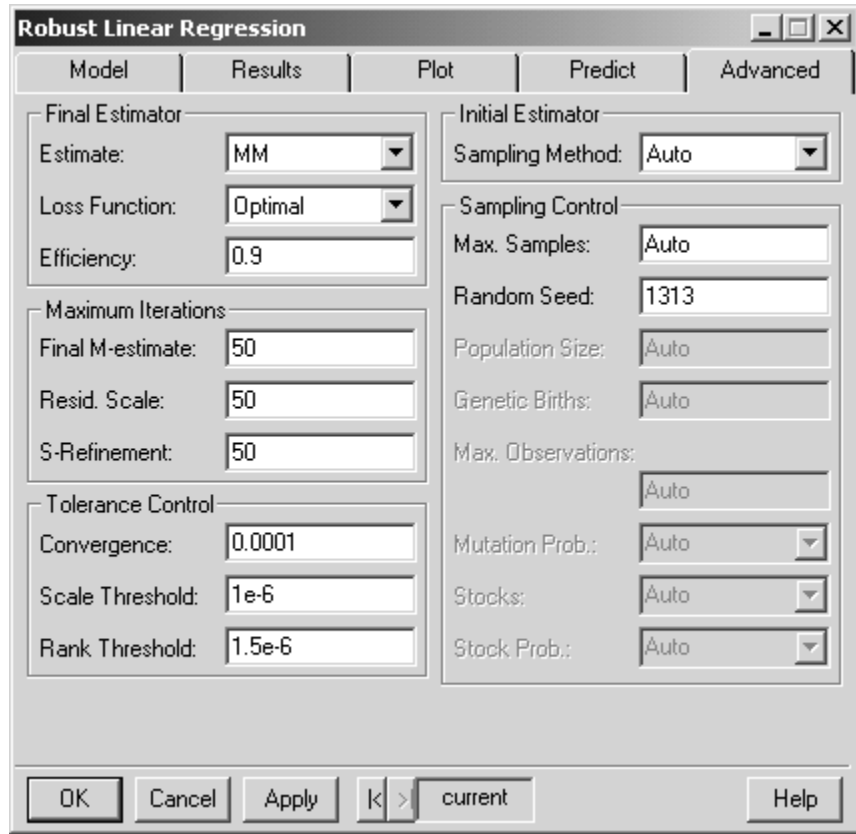 Robust Linear Regression
Model Results Plot Predict Advanced
Final Estimator
Estimate: MM
Loss Function: Optimal
Efficiency: 0.9
Maximum Iterations
Final M-estimate: 50
Resid. Scale: 50
S-Refinement: 50
Tolerance Control
Convergence: 0.0001
Scale Threshold: 1e-6
Rank Threshold: 1.5e-6
Initial Estimator
Sampling Method: Auto
Sampling Control
Max. Samples: Auto
Random Seed: 1313
Population Size: Auto
Genetic Births: Auto
Max. Observations:
Auto
Mutation Prob.: Auto
Stocks: Auto
Stock Prob.: Auto
OK Cancel Apply current Help